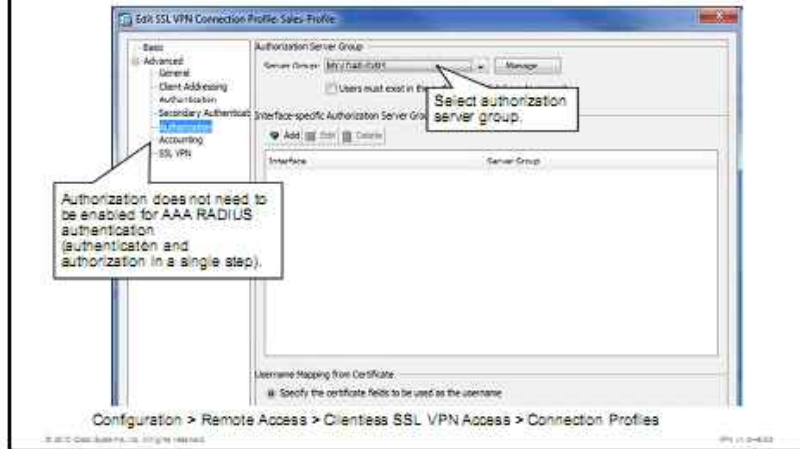 Edit SSL VPN Connection Profile: Sales-Profile
Basic
Advanced
General
Client Addressing
Authentication
Secondary Authenticat
Authorization
Accounting
SSL VPN
Authorization Server Group
Server Group:
Manage...
Users must exist in the
Select authorization
server group.
Interface-specific Authorization Server Gro
Add Edit Delete
Interface Server Group
Authorization does not need to
be enabled for AAA RADIUS
authentication
(authentication and
authorization in a single step).
Username Mapping from Certificate
Specify the certificate fields to be used as the username
Configuration > Remote Access > Clientless SSL VPN Access > Connection Profiles